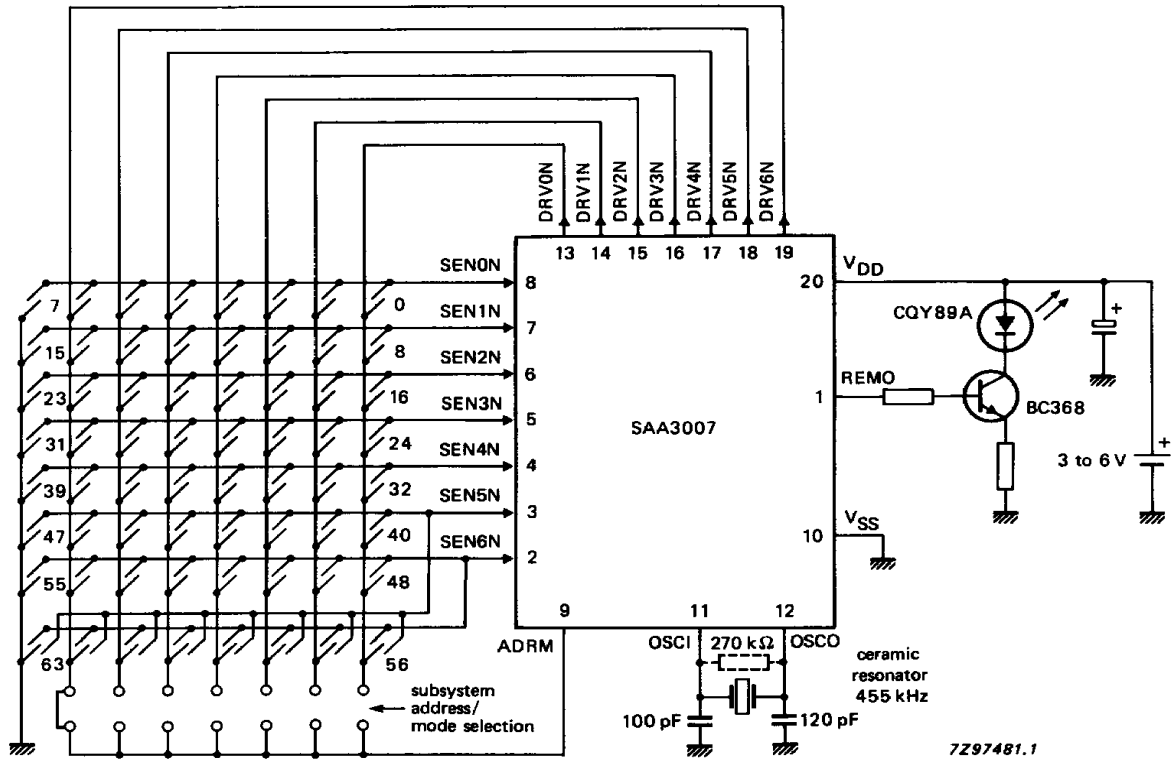 DRV0N
DRV1N
DRV2N
DRV3N
DRV4N
DRV5N
DRV6N
13 14 15 16 17 18 19
SEN0N 8
SEN1N 7
SEN2N 6
SEN3N 5
SEN4N 4
SEN5N 3
SEN6N 2
7 0
15 8
23 16
31 24
39 32
47 40
55 48
63 56
SAA3007
20 VDD
CQY89A
+
1 REMO
BC368
3 to 6 V
+
10 VSS
9 11 12
ADRM OSCI 270 kΩ OSCO
ceramic
resonator
455 kHz
100 pF 120 pF
subsystem
address/
mode selection
7Z97481.1